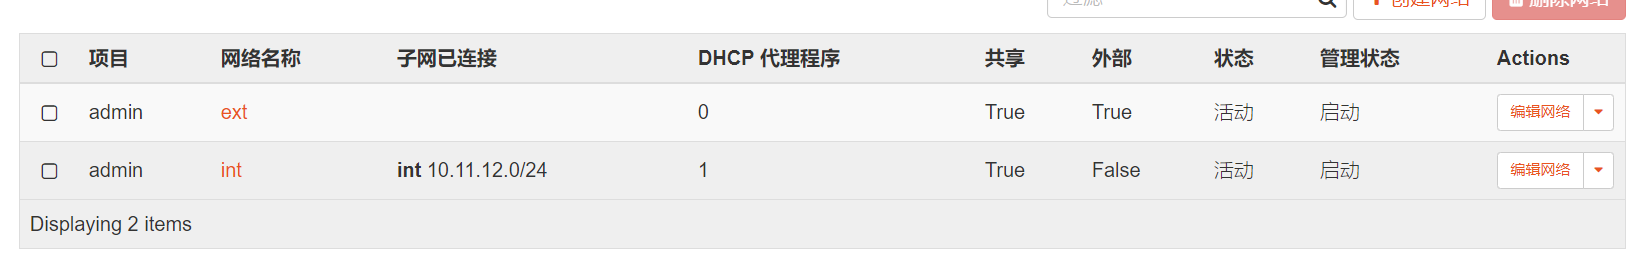 过滤 创建网络 删除网络
项目 网络名称 子网已连接 DHCP 代理程序 共享 外部 状态 管理状态 Actions
admin ext 0 True True 活动 启动 编辑网络
admin int int 10.11.12.0/24 1 True False 活动 启动 编辑网络
Displaying 2 items